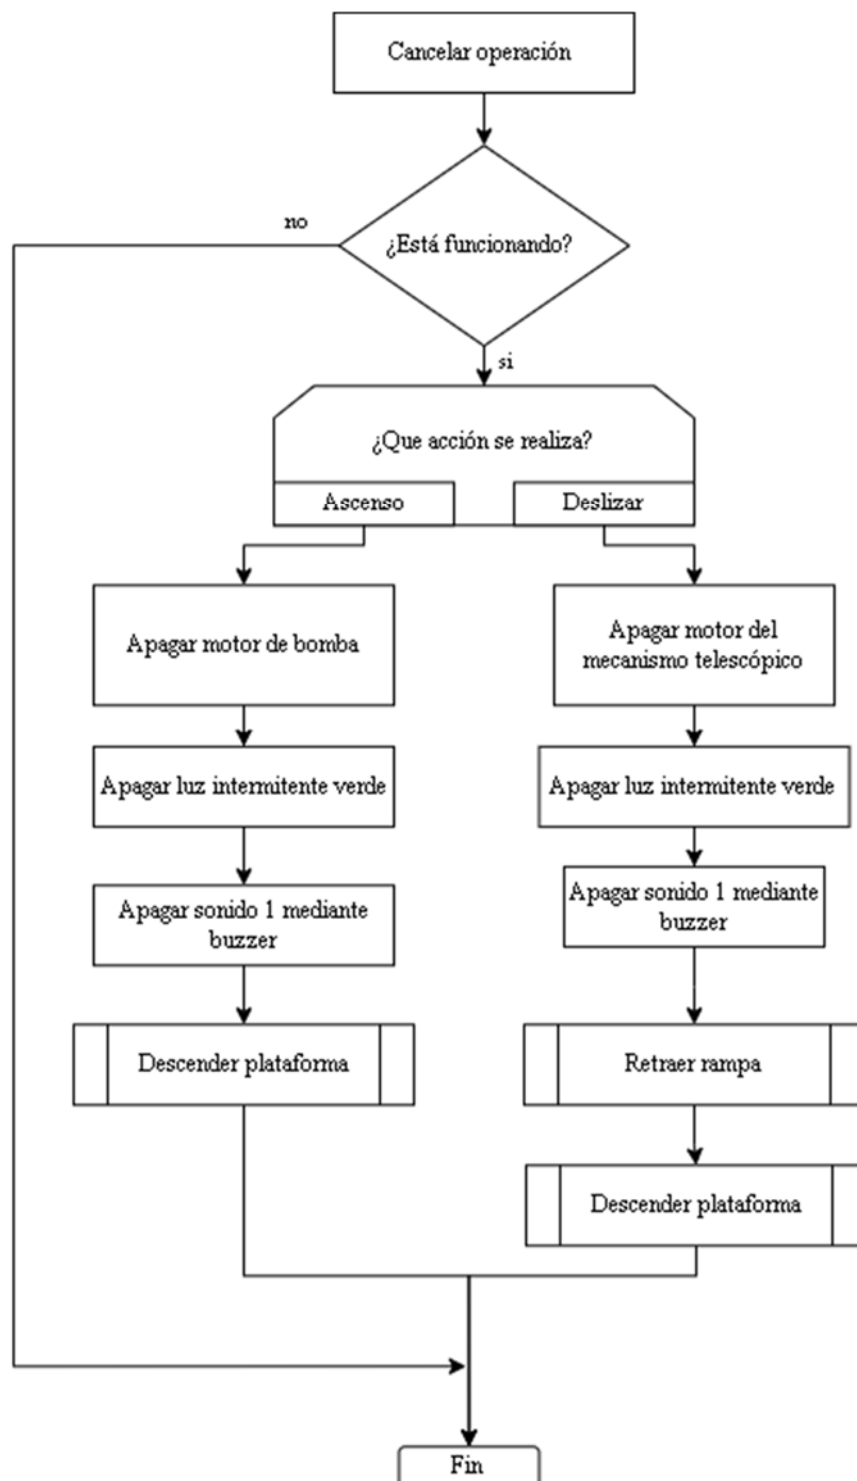 Cancelar operación
no
¿Está funcionando?
si
¿Que acción se realiza?
Ascenso
Deslizar
Apagar motor de bomba
Apagar motor del
mecanismo telescópico
Apagar luz intermitente verde
Apagar luz intermitente verde
Apagar sonido 1 mediante
buzzer
Apagar sonido 1 mediante
buzzer
Descender plataforma
Retraer rampa
Descender plataforma
Fin